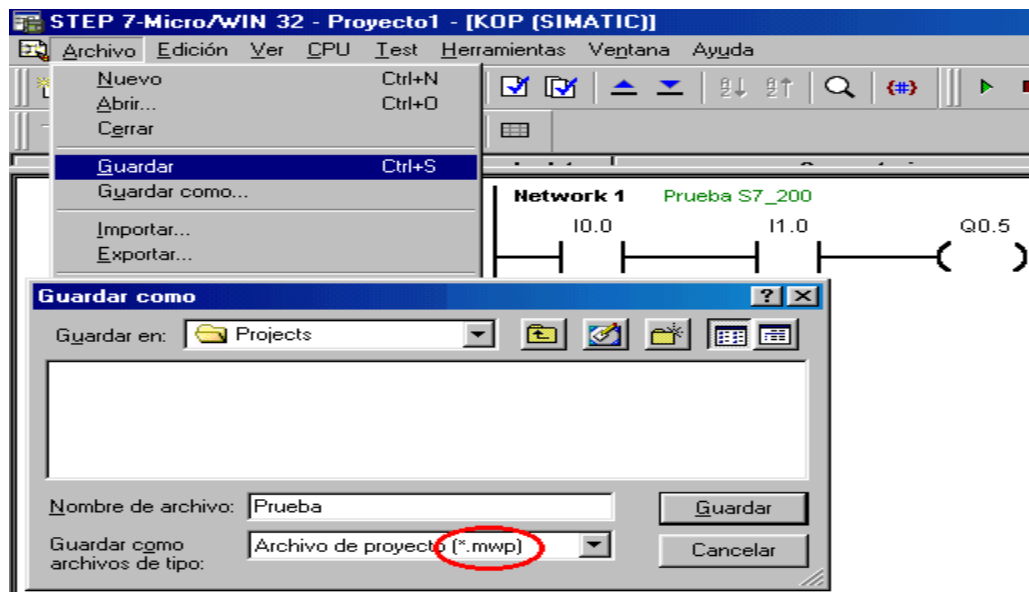 STEP 7-Micro/WIN 32 - Proyecto1 - [KOP (SIMATIC)]
Archivo Edición Ver CPU Test Herramientas Ventana Ayuda
Nuevo Ctrl+N
Abrir... Ctrl+O
Cerrar
Guardar Ctrl+S
Guardar como...
Importar...
Exportar...
Network 1 Prueba S7_200
I0.0 I1.0 Q0.5
Guardar como
Guardar en: Projects
Nombre de archivo: Prueba
Guardar
Guardar como
archivos de tipo:
Archivo de proyecto (*.mwp)
Cancelar